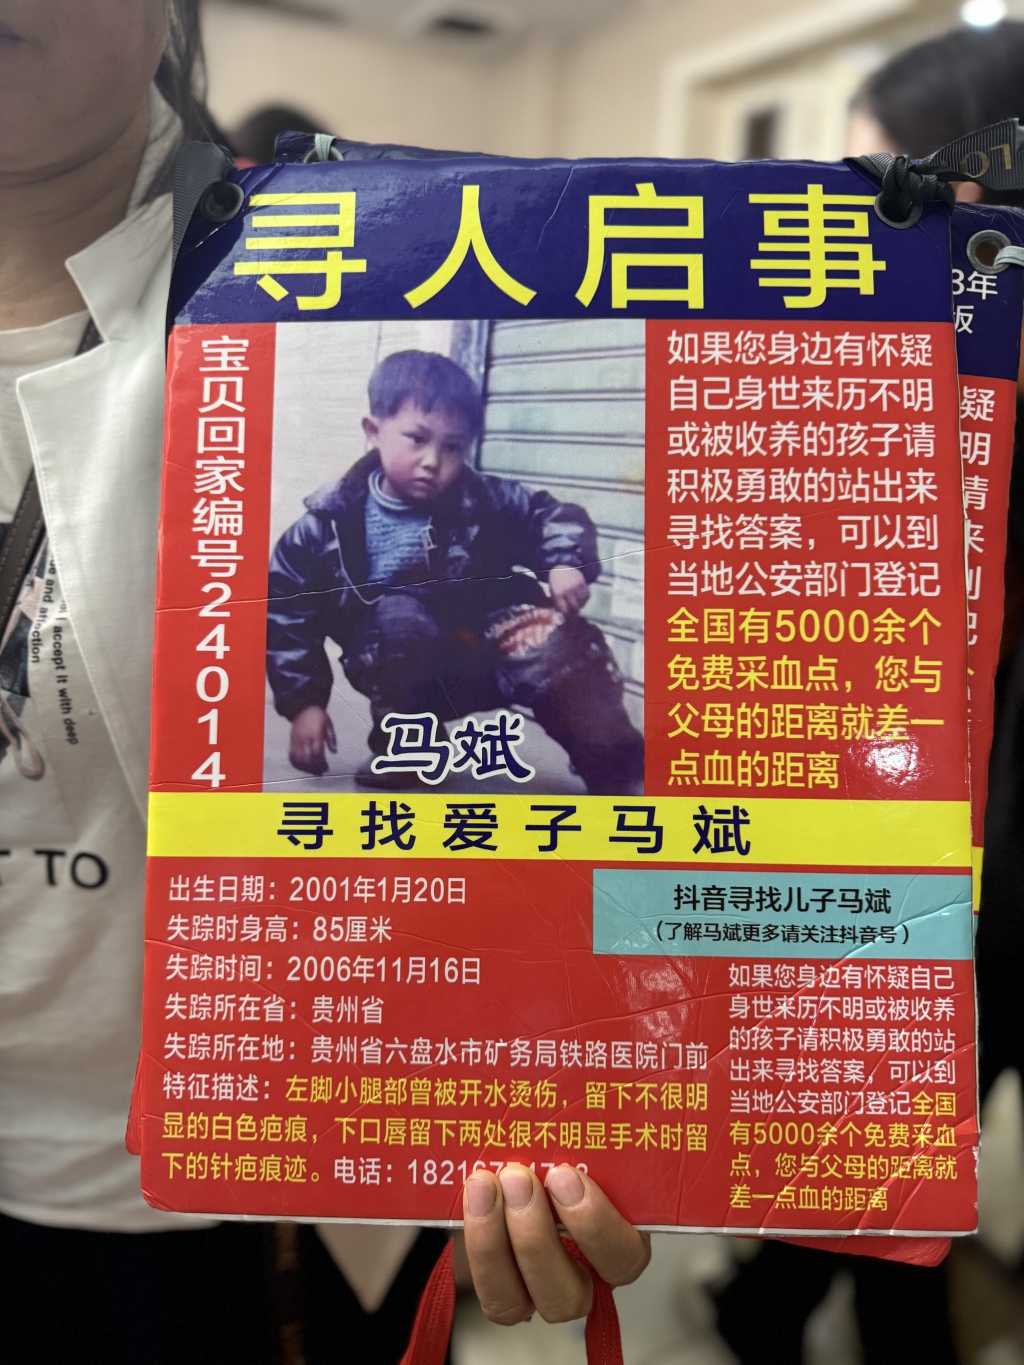 寻人启事
宝贝回家编号24014
马斌
如果您身边有怀疑
自己身世来历不明
或被收养的孩子请
积极勇敢的站出来
寻找答案，可以到
当地公安部门登记
全国有5000余个
免费采血点，您与
父母的距离就差一
点血的距离
寻找爱子马斌
出生日期：2001年1月20日
失踪时身高：85厘米
失踪时间：2006年11月16日
失踪所在省：贵州省
失踪所在地：贵州省六盘水市矿务局铁路医院门前
特征描述：左脚小腿部曾被开水烫伤，留下不很明
显的白色疤痕，下口唇留下两处很不明显手术时留
下的针疤痕迹。电话：18216
抖音寻找儿子马斌
（了解马斌更多请关注抖音号）
如果您身边有怀疑自己
身世来历不明或被收养
的孩子请积极勇敢的站
出来寻找答案，可以到
当地公安部门登记全国
有5000余个免费采血
点，您与父母的距离就
差一点血的距离
年
版
疑
明
请
来
I accept it with deep
and affection
TO